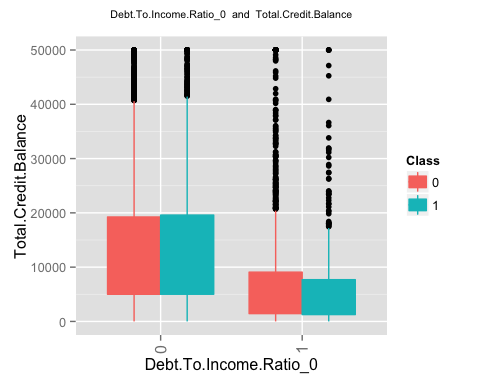 Debt.To.Income.Ratio_0 and Total.Credit.Balance
Total.Credit.Balance
50000
40000
30000
20000
10000
0
0
1
Debt.To.Income.Ratio_0
Class
0
1